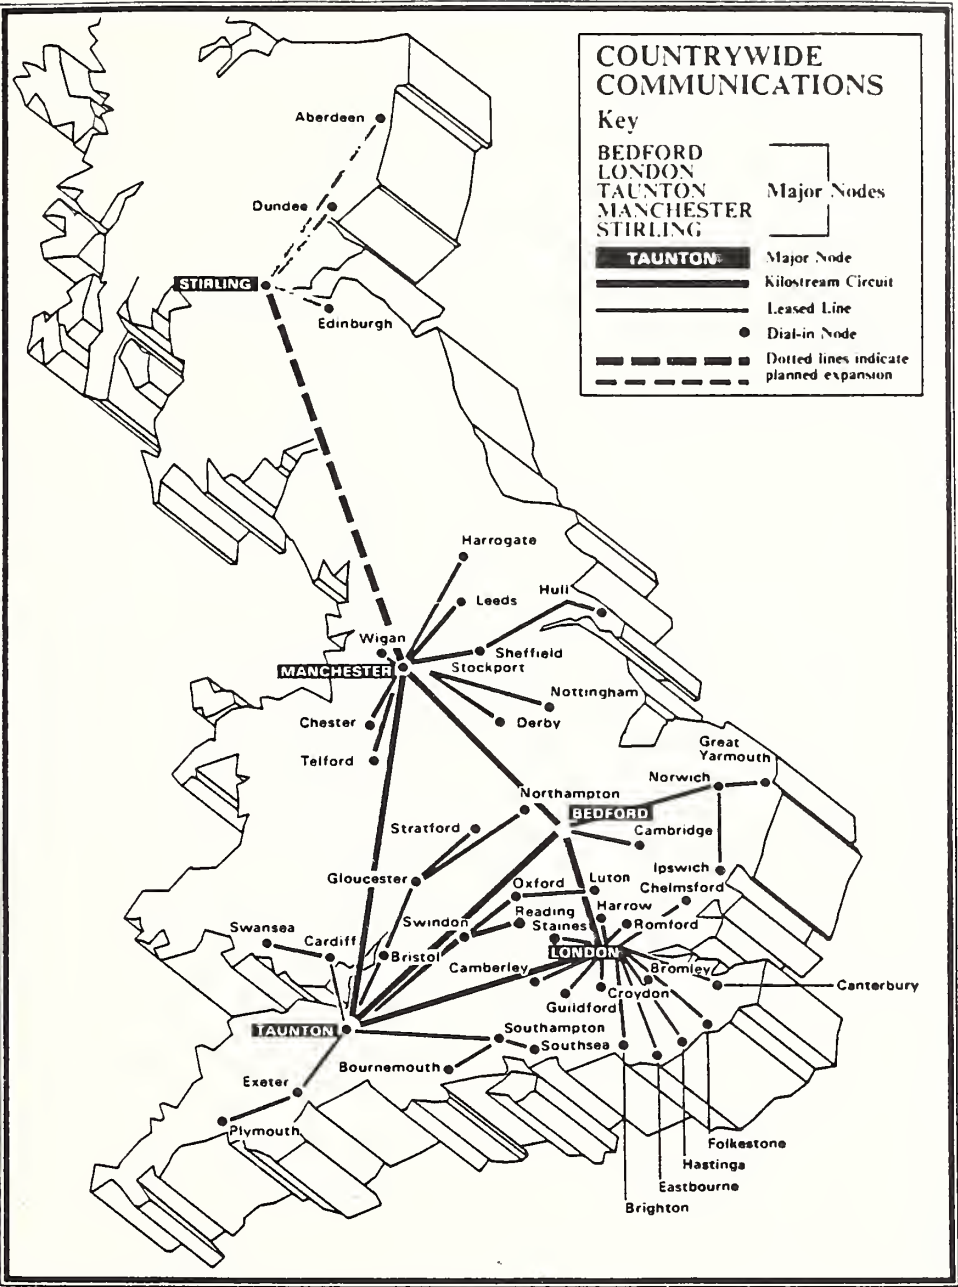 COUNTRYWIDE
COMMUNICATIONS
Key
BEDFORD
LONDON
TAUNTON
MANCHESTER
STIRLING
Major Nodes
TAUNTON
Major Node
Kilostream Circuit
Leased Line
Dial-in Node
Dotted lines indicate
planned expansion
Aberdeen
Dundee
STIRLING
Edinburgh
Harrogate
Hull
Leeds
Wigan
Sheffield
MANCHESTER
Stockport
Nottingham
Chester
Derby
Telford
Great
Yarmouth
Norwich
Northampton
BEDFORD
Stratford
Cambridge
Ipswich
Gloucester
Luton
Oxford
Chelmsford
Harrow
Reading
Swindon
Staines
Romford
Swansea
Cardiff
Bristol
LONDON
Camberley
Bromley
Canterbury
Croydon
Guildford
TAUNTON
Southampton
Southsea
Bournemouth
Exeter
Plymouth
Folkestone
Hastings
Eastbourne
Brighton